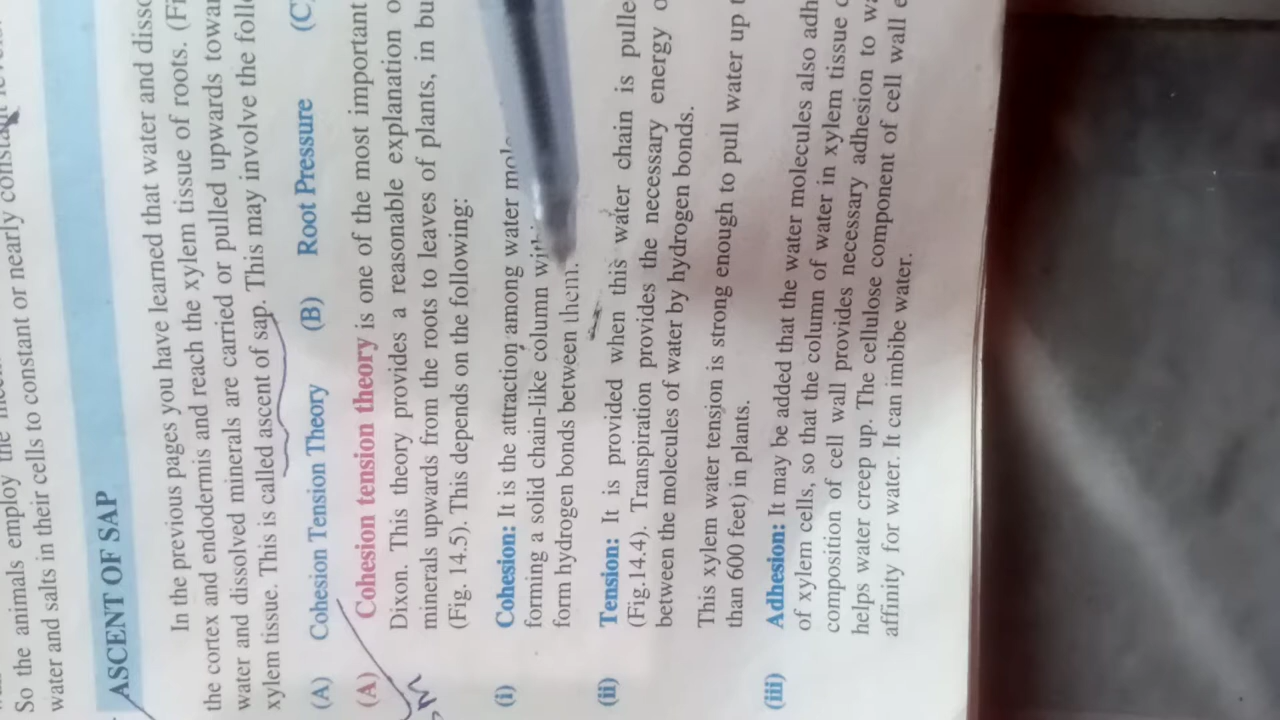 So the animals employ the
water and salts in their cells to constant or nearly constant
ASCENT OF SAP
In the previous pages you have learned that water and
the cortex and endodermis and reach the xylem tissue of roots.
water and dissolved minerals are carried or pulled upwards
xylem tissue. This is called ascent of sap. This may involve the
(A) Cohesion Tension Theory (B) Root Pressure (C)
(A) Cohesion tension theory is one of the most important
Dixon. This theory provides a reasonable explanation
minerals upwards from the roots to leaves of plants, in
(Fig. 14.5). This depends on the following:
(i) Cohesion: It is the attraction among water
forming a solid chain-like column
form hydrogen bonds between them.
(ii) Tension: It is provided when this water chain is
(Fig.14.4). Transpiration provides the necessary energy
between the molecules of water by hydrogen bonds.
This xylem water tension is strong enough to pull water up
than 600 feet) in plants.
(iii) Adhesion: It may be added that the water molecules also
of xylem cells, so that the column of water in xylem tissue
composition of cell wall provides necessary adhesion to
helps water creep up. The cellulose component of cell wall
affinity for water. It can imbibe water.